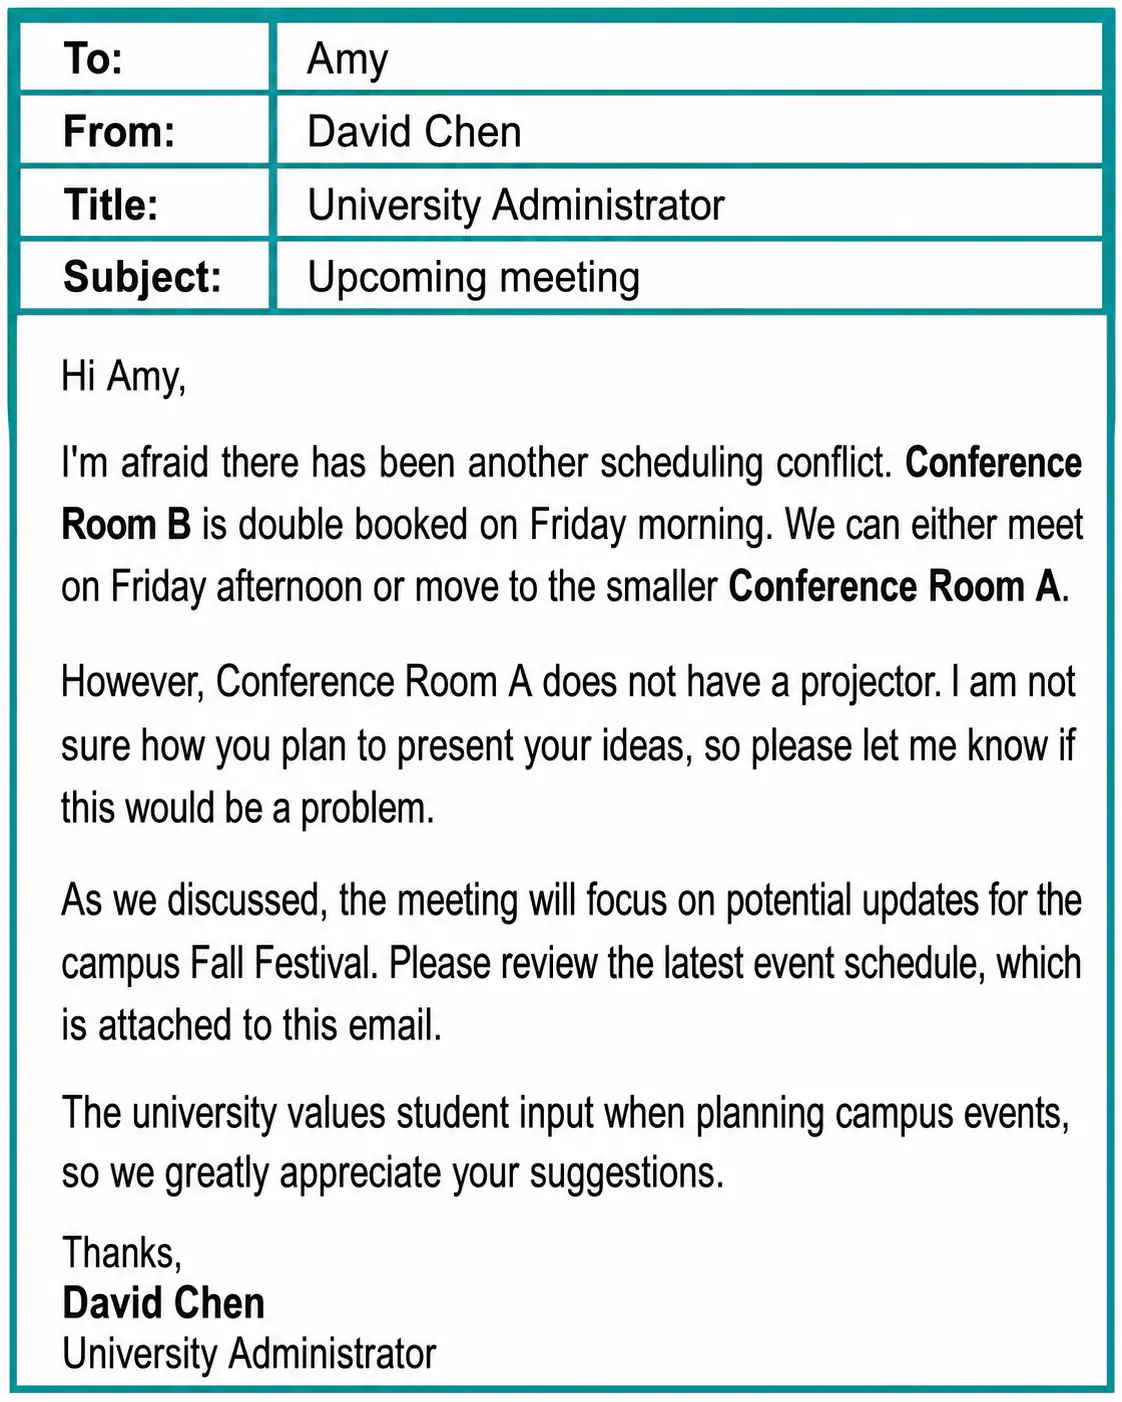 To: Amy
From: David Chen
Title: University Administrator
Subject: Upcoming meeting
Hi Amy,
I'm afraid there has been another scheduling conflict. Conference
Room B is double booked on Friday morning. We can either meet
on Friday afternoon or move to the smaller Conference Room A.
However, Conference Room A does not have a projector. I am not
sure how you plan to present your ideas, so please let me know if
this would be a problem.
As we discussed, the meeting will focus on potential updates for the
campus Fall Festival. Please review the latest event schedule, which
is attached to this email.
The university values student input when planning campus events,
so we greatly appreciate your suggestions.
Thanks,
David Chen
University Administrator